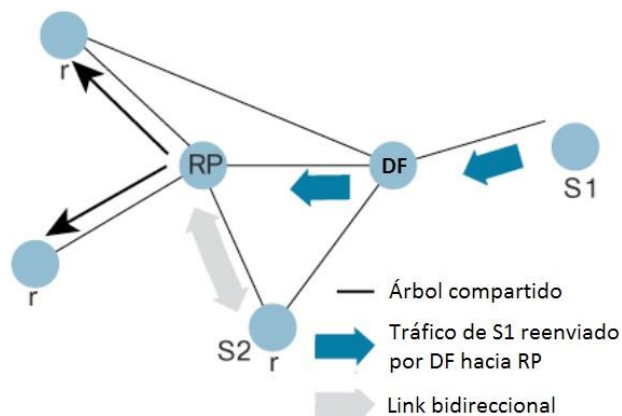 r
RP
DF
S1
r
S2
r
Árbol compartido
Tráfico de S1 reenviado
por DF hacia RP
Link bidireccional